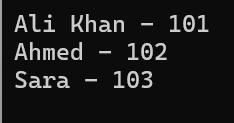 Ali Khan – 101
Ahmed – 102
Sara – 103